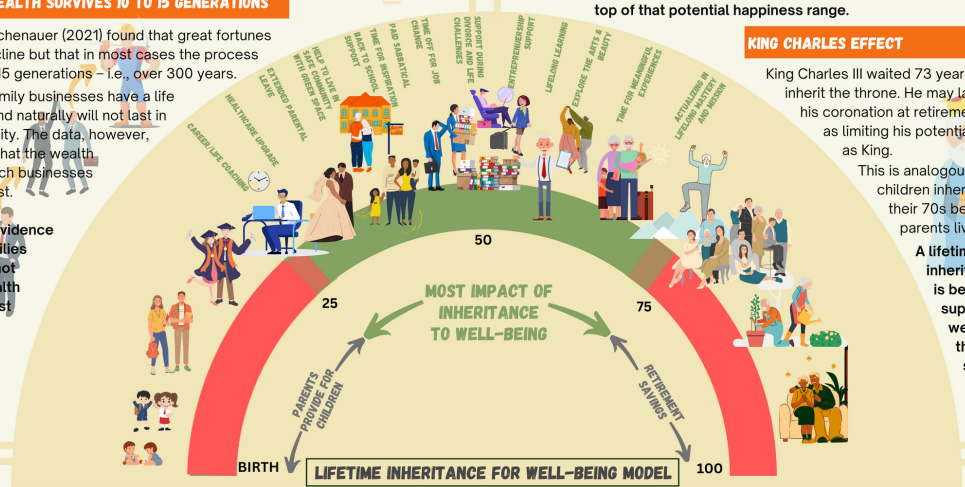 EALTH SURVIVES 10 TO 15 GENERATIONS
chenauer (2021) found that great fortunes
cline but that in most cases the process
15 generations – i.e., over 300 years.
mily businesses have a life
nd naturally will not last in
ity. The data, however,
hat the wealth
ch businesses
st.
vidence
ilies
not
alth
st
top of that potential happiness range.
KING CHARLES EFFECT
King Charles III waited 73 year
inherit the throne. He may la
his coronation at retireme
as limiting his potentia
as King.
This is analogou
children inher
their 70s be
parents liv
A lifetim
inherit
is be
sup
we
th
s
CAREER/LIFE COACHING
HEALTHCARE UPGRADE
EXTENDED PARENTAL
LEAVE
HELP TO LIVE IN
SAFE COMMUNITY
WITH GREEN SPACE
BACK TO SCHOOL
SUPPORT
TIME FOR INSPIRATION
PAID SABBATICAL
TIME OFF FOR JOB
CHANGE
SUPPORT DURING
DIVORCE AND LIFE
CHALLENGES
ENTREPRENUERSHIP
SUPPORT
LIFELONG LEARNING
EXPLORE THE ARTS &
BEAUTY
TIME FOR MEANINGFUL
EXPERIENCES
ACTUALIZING IN
LIFELONG MASTERY
AND MISSION
50
25
75
MOST IMPACT OF
INHERITANCE
TO WELL-BEING
PARENTS
PROVIDE FOR
CHILDREN
RETIREMENT
SAVINGS
BIRTH
100
LIFETIME INHERITANCE FOR WELL-BEING MODEL